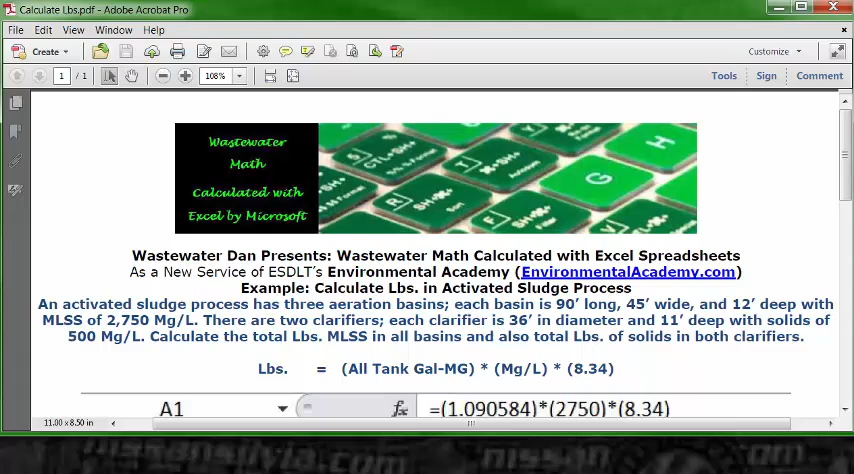 Calculate Lbs.pdf - Adobe Acrobat Pro
File Edit View Window Help
Create
Customize
1 / 1 108% Tools Sign Comment
Wastewater
Math
Calculated with
Excel by Microsoft
Wastewater Dan Presents: Wastewater Math Calculated with Excel Spreadsheets
As a New Service of ESDLT’s Environmental Academy (EnvironmentalAcademy.com)
Example: Calculate Lbs. in Activated Sludge Process
An activated sludge process has three aeration basins; each basin is 90’ long, 45’ wide, and 12’ deep with
MLSS of 2,750 Mg/L. There are two clarifiers; each clarifier is 36’ in diameter and 11’ deep with solids of
500 Mg/L. Calculate the total Lbs. MLSS in all basins and also total Lbs. of solids in both clarifiers.
Lbs. = (All Tank Gal-MG) * (Mg/L) * (8.34)
A1 = fx =(1.090584)*(2750)*(8.34)
11.00 x 8.50 in